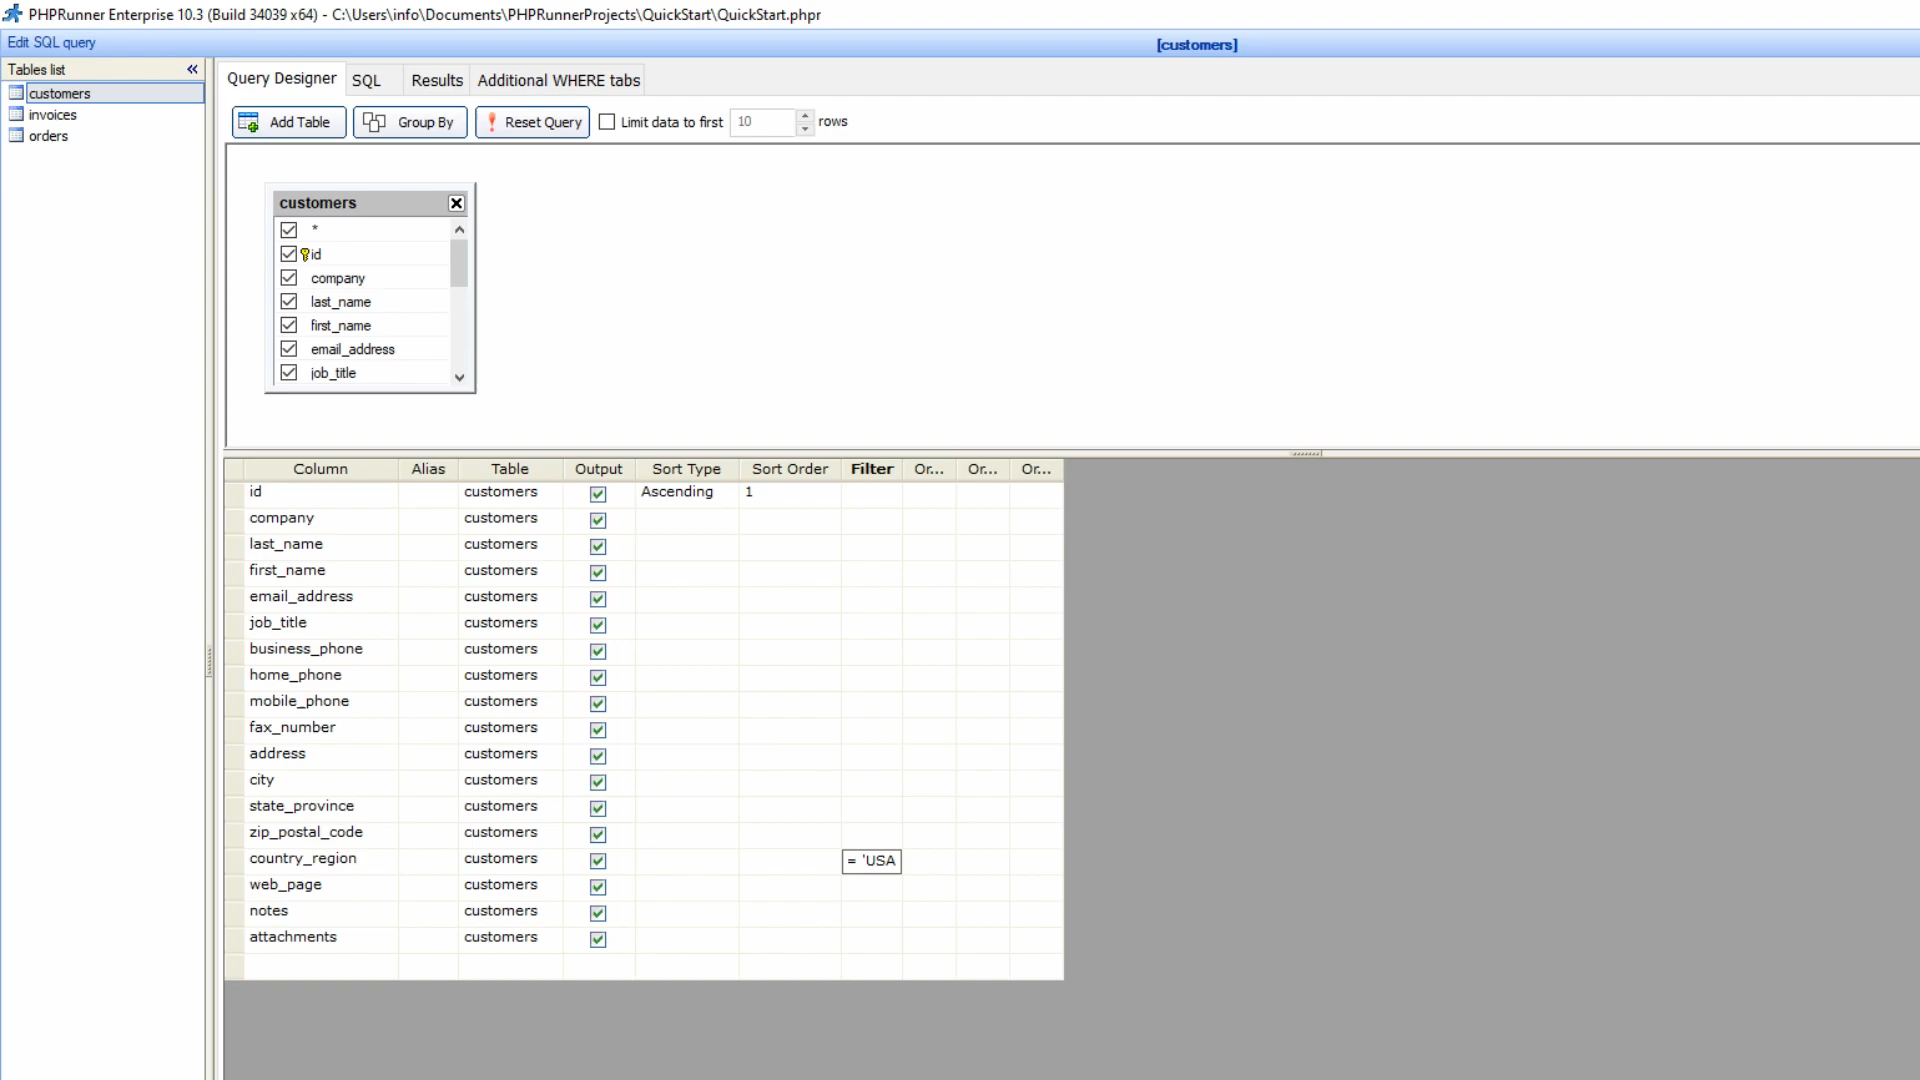 PHPRunner Enterprise 10.3 (Build 34039 x64) - C:\Users\info\Documents\PHPRunnerProjects\QuickStart\QuickStart.phpr
Edit SQL query
[customers]
Tables list
customers
invoices
orders
Query Designer SQL Results Additional WHERE tabs
Add Table Group By Reset Query Limit data to first 10 rows
customers
*
id
company
last_name
first_name
email_address
job_title
Column Alias Table Output Sort Type Sort Order Filter Or... Or... Or...
id customers Ascending 1
company customers
last_name customers
first_name customers
email_address customers
job_title customers
business_phone customers
home_phone customers
mobile_phone customers
fax_number customers
address customers
city customers
state_province customers
zip_postal_code customers
country_region customers = 'USA
web_page customers
notes customers
attachments customers